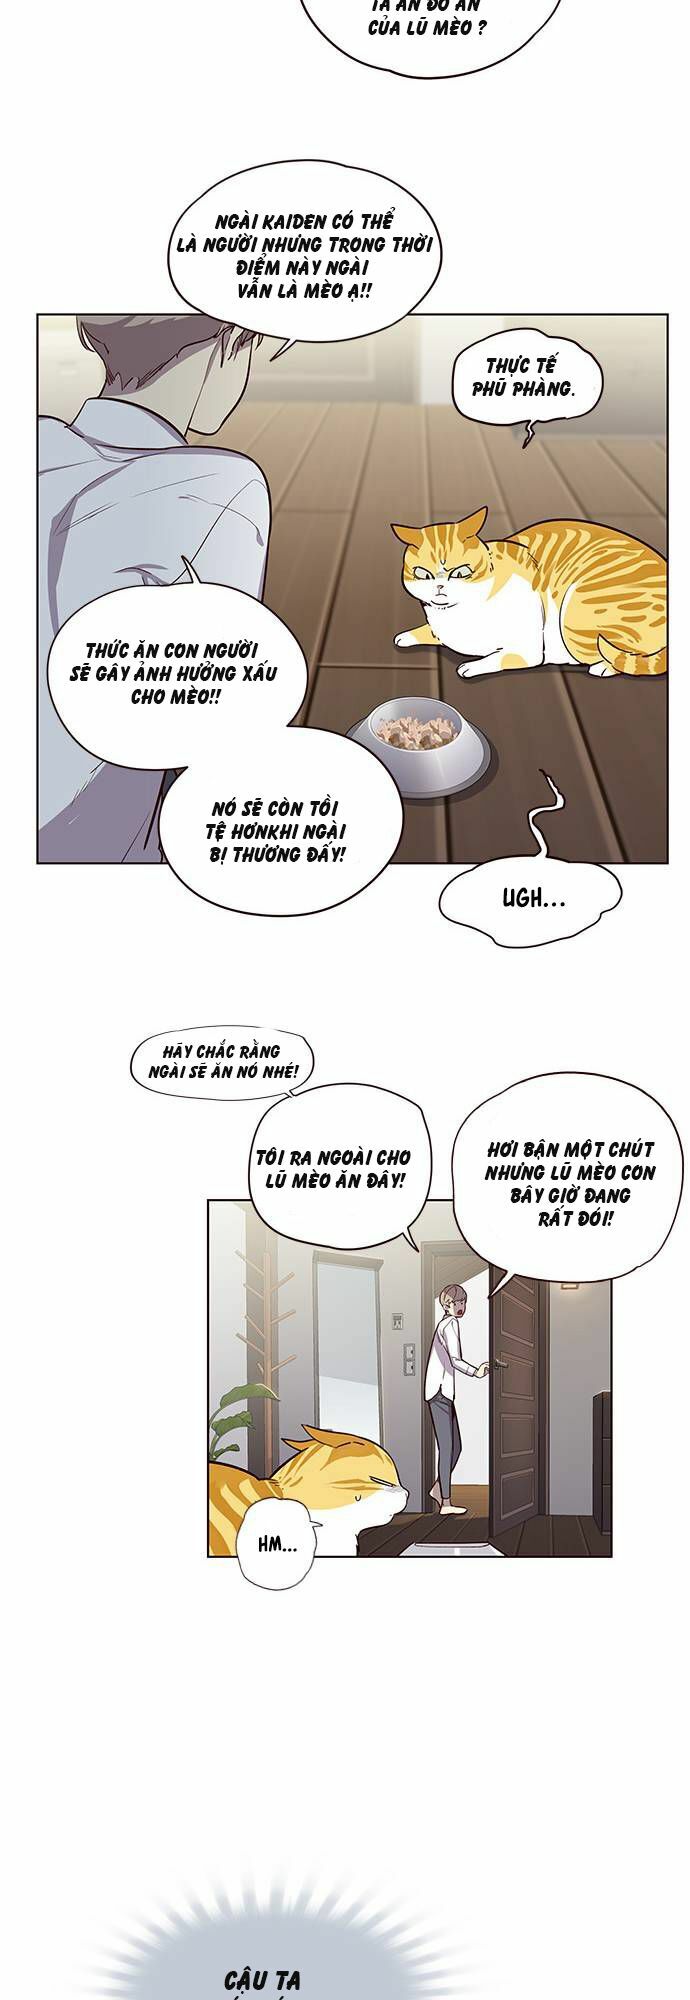 TA ĂN ĐỒ ĂN
CỦA LŨ MÈO ?
NGÀI KAIDEN CÓ THỂ
LÀ NGƯỜI NHƯNG TRONG THỜI
ĐIỂM NÀY NGÀI
VẪN LÀ MÈO Ạ!!
THỰC TẾ
PHŨ PHÀNG.
THỨC ĂN CON NGƯỜI
SẼ GÂY ẢNH HƯỞNG XẤU
CHO MÈO!!
NÓ SẼ CÒN TỒI
TỆ HƠNKHI NGÀI
BỊ THƯƠNG ĐẤY!
UGH...
HÃY CHẮC RẰNG
NGÀI SẼ ĂN NÓ NHÉ!
TÔI RA NGOÀI CHO
LŨ MÈO ĂN ĐÂY!
HƠI BẬN MỘT CHÚT
NHƯNG LŨ MÈO CON
BÂY GIỜ ĐANG
RẤT ĐÓI!
HM...
CẬU TA